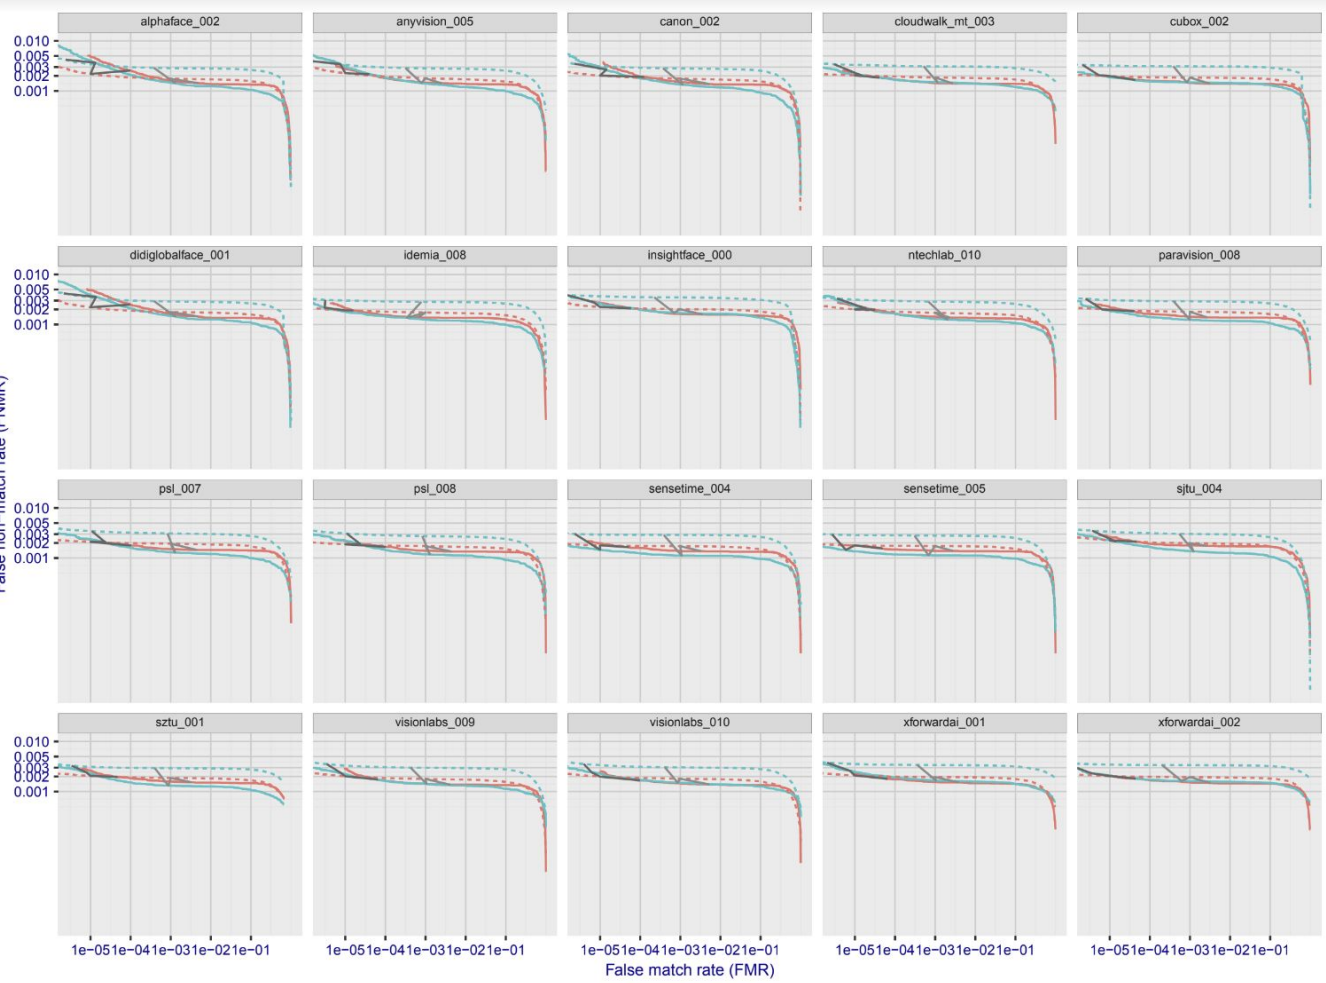 alphaface_002 anyvision_005 canon_002 cloudwalk_mt_003 cubox_002
0.010
0.005
0.003
0.002
0.001
didiglobalface_001 idemia_008 insightface_000 ntechlab_010 paravision_008
0.010
0.005
0.003
0.002
0.001
rate (FNMR)
psl_007 psl_008 sensetime_004 sensetime_005 sjtu_004
0.010
0.005
0.003
0.002
0.001
sztu_001 visionlabs_009 visionlabs_010 xforwardai_001 xforwardai_002
0.010
0.005
0.003
0.002
0.001
1e−051e−041e−031e−021e−01 1e−051e−041e−031e−021e−01 1e−051e−041e−031e−021e−01 1e−051e−041e−031e−021e−01 1e−051e−041e−031e−021e−01
False match rate (FMR)